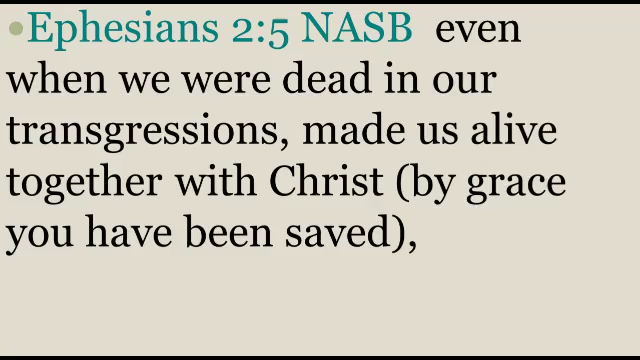 •Ephesians 2:5 NASB even
when we were dead in our
transgressions, made us alive
together with Christ (by grace
you have been saved),